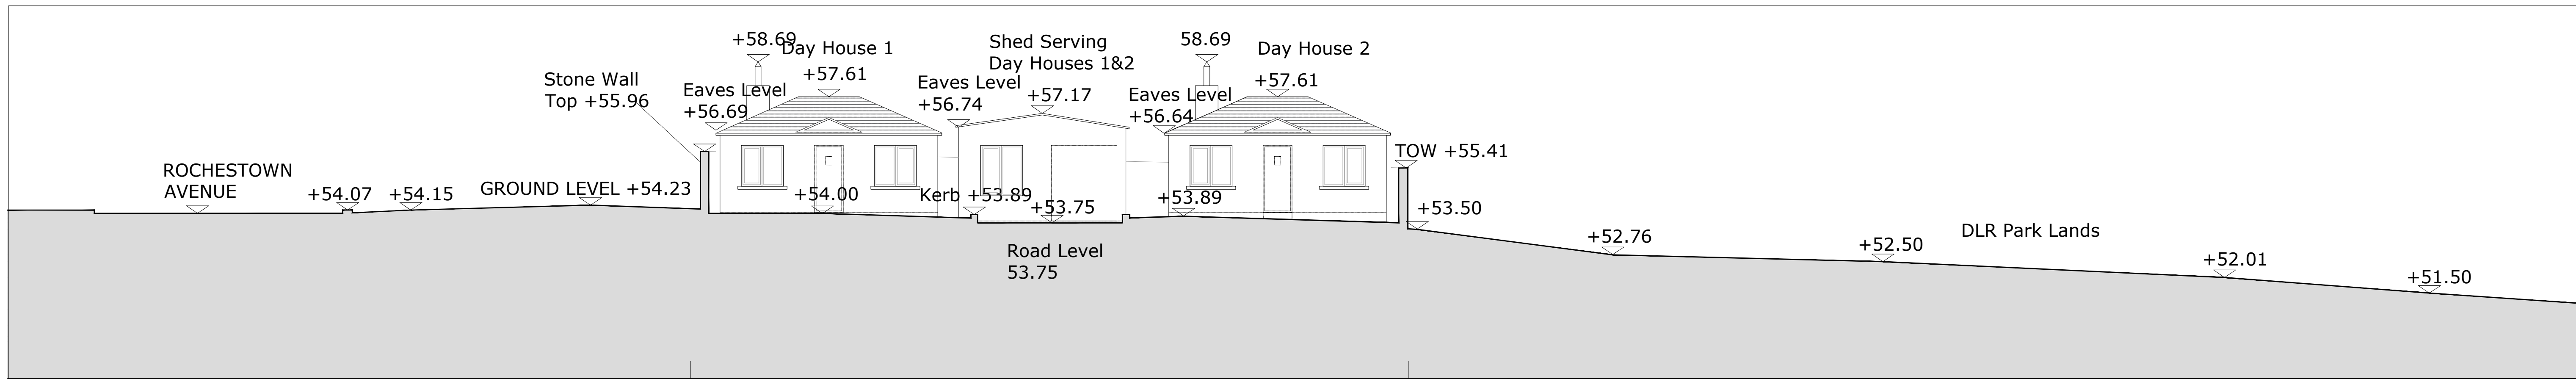 ROCHESTOWN
AVENUE
+54.07
+54.15
GROUND LEVEL +54.23
Stone Wall
Top +55.96
Eaves Level
+56.69
+58.69
Day House 1
+57.61
+54.00
Eaves Level
+56.74
Shed Serving
Day Houses 1&2
+57.17
Kerb +53.89
+53.75
Road Level
53.75
Eaves Level
+56.64
58.69
Day House 2
+57.61
+53.89
TOW +55.41
+53.50
+52.76
+52.50
DLR Park Lands
+52.01
+51.50